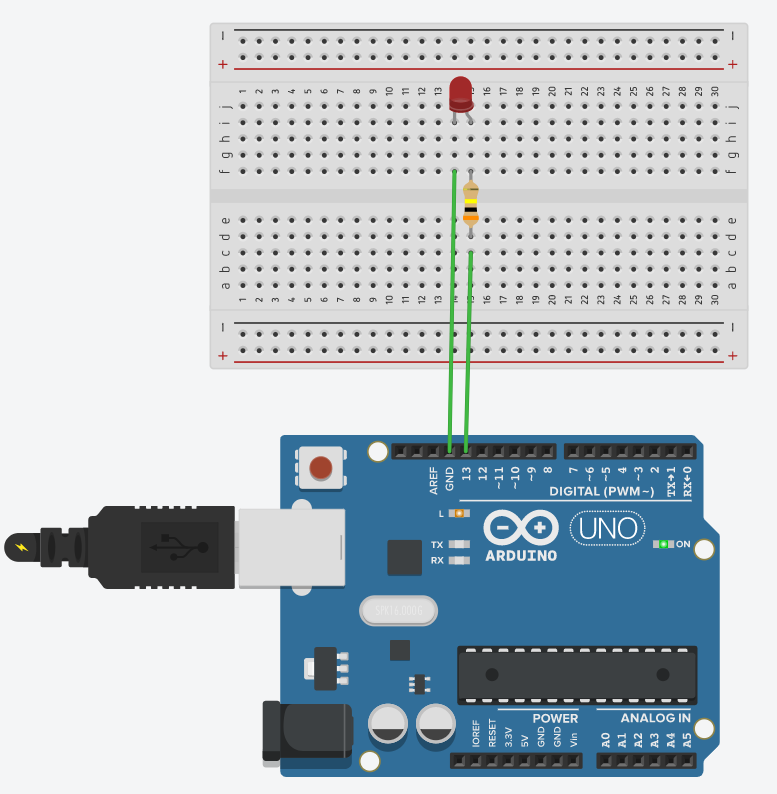 − −
+ +
1 2 3 4 5 6 7 8 9 10 11 12 13 15 16 17 18 19 20 21 22 23 24 25 26 27 28 29 30
j j
i i
h h
g g
f f
e e
d d
c c
b b
a a
1 2 3 4 5 6 7 8 9 10 11 12 13 14 15 16 17 18 19 20 21 22 23 24 25 26 27 28 29 30
− −
+ +
AREF GND 13 12 ~11 ~10 ~9 8 7 ~6 ~5 4 ~3 2 TX→1 RX←0
DIGITAL (PWM~)
L
TX
RX
ARDUINO
UNO
ON
POWER
ANALOG IN
IOREF RESET 3.3V 5V GND GND Vin A0 A1 A2 A3 A4 A5